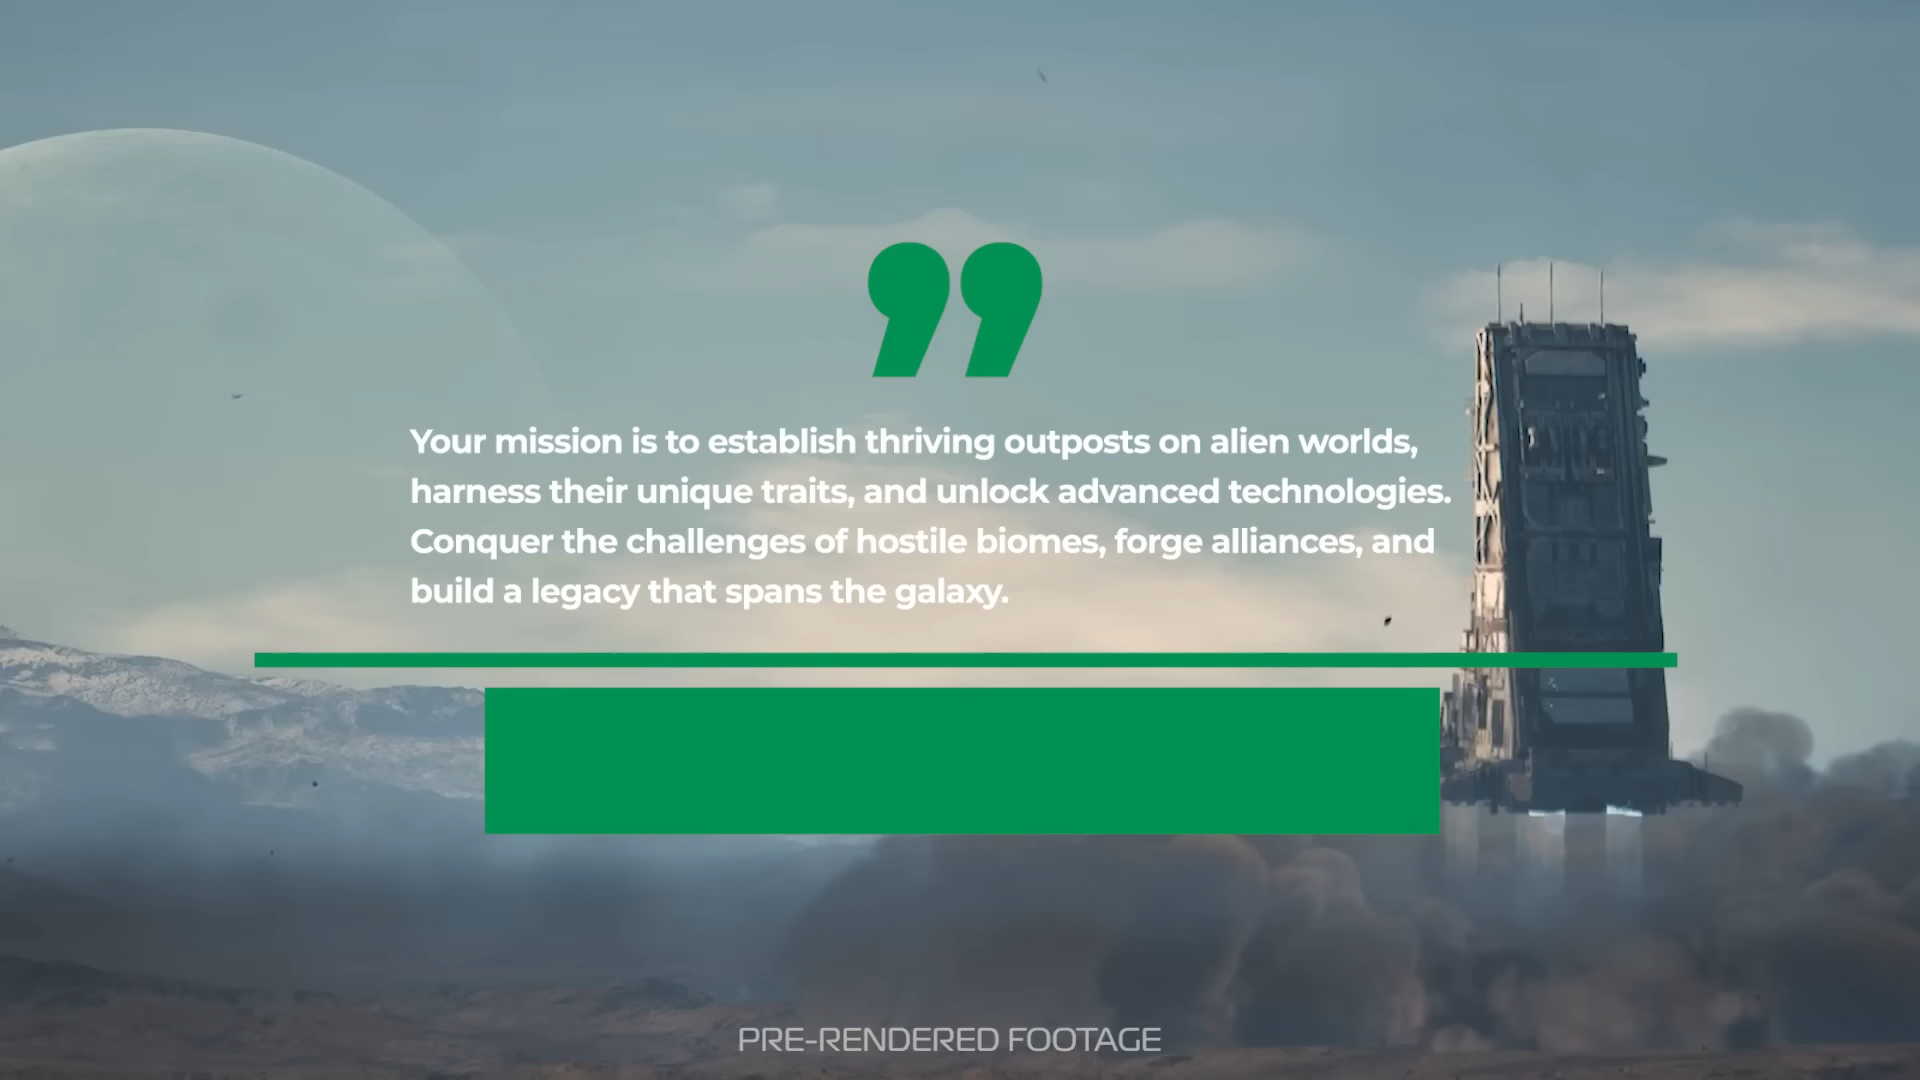 ”
Your mission is to establish thriving outposts on alien worlds,
harness their unique traits, and unlock advanced technologies.
Conquer the challenges of hostile biomes, forge alliances, and
build a legacy that spans the galaxy.
PRE-RENDERED FOOTAGE